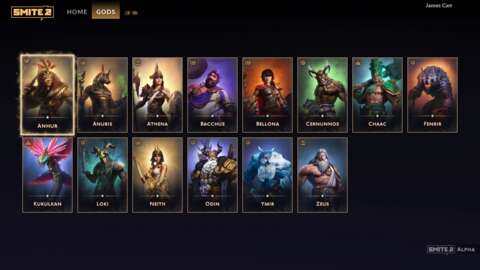 SMITE 2 HOME GODS
James Carr
ANHUR ANUBIS ATHENA BACCHUS BELLONA CERNUNNOS CHAAC FENRIR
KUKULKAN LOKI NEITH ODIN YMIR ZEUS
SMITE 2 ALPHA